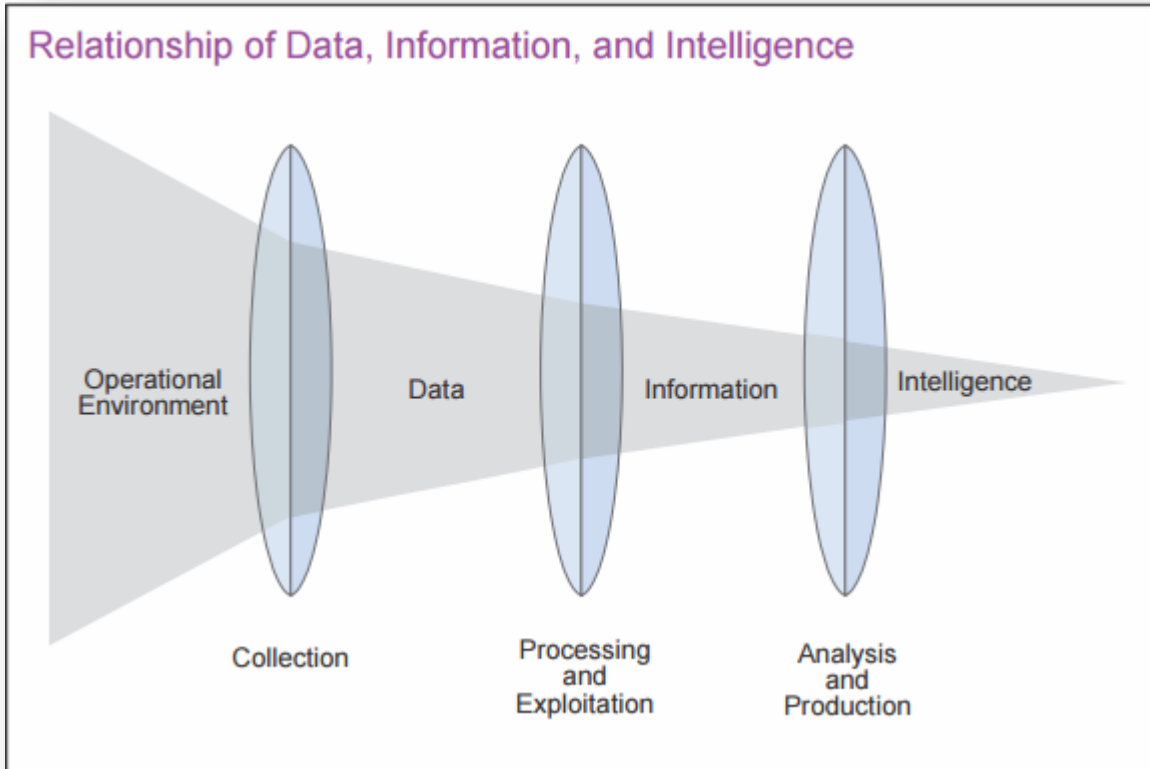 Relationship of Data, Information, and Intelligence
Operational
Environment
Data
Information
Intelligence
Collection
Processing
and
Exploitation
Analysis
and
Production